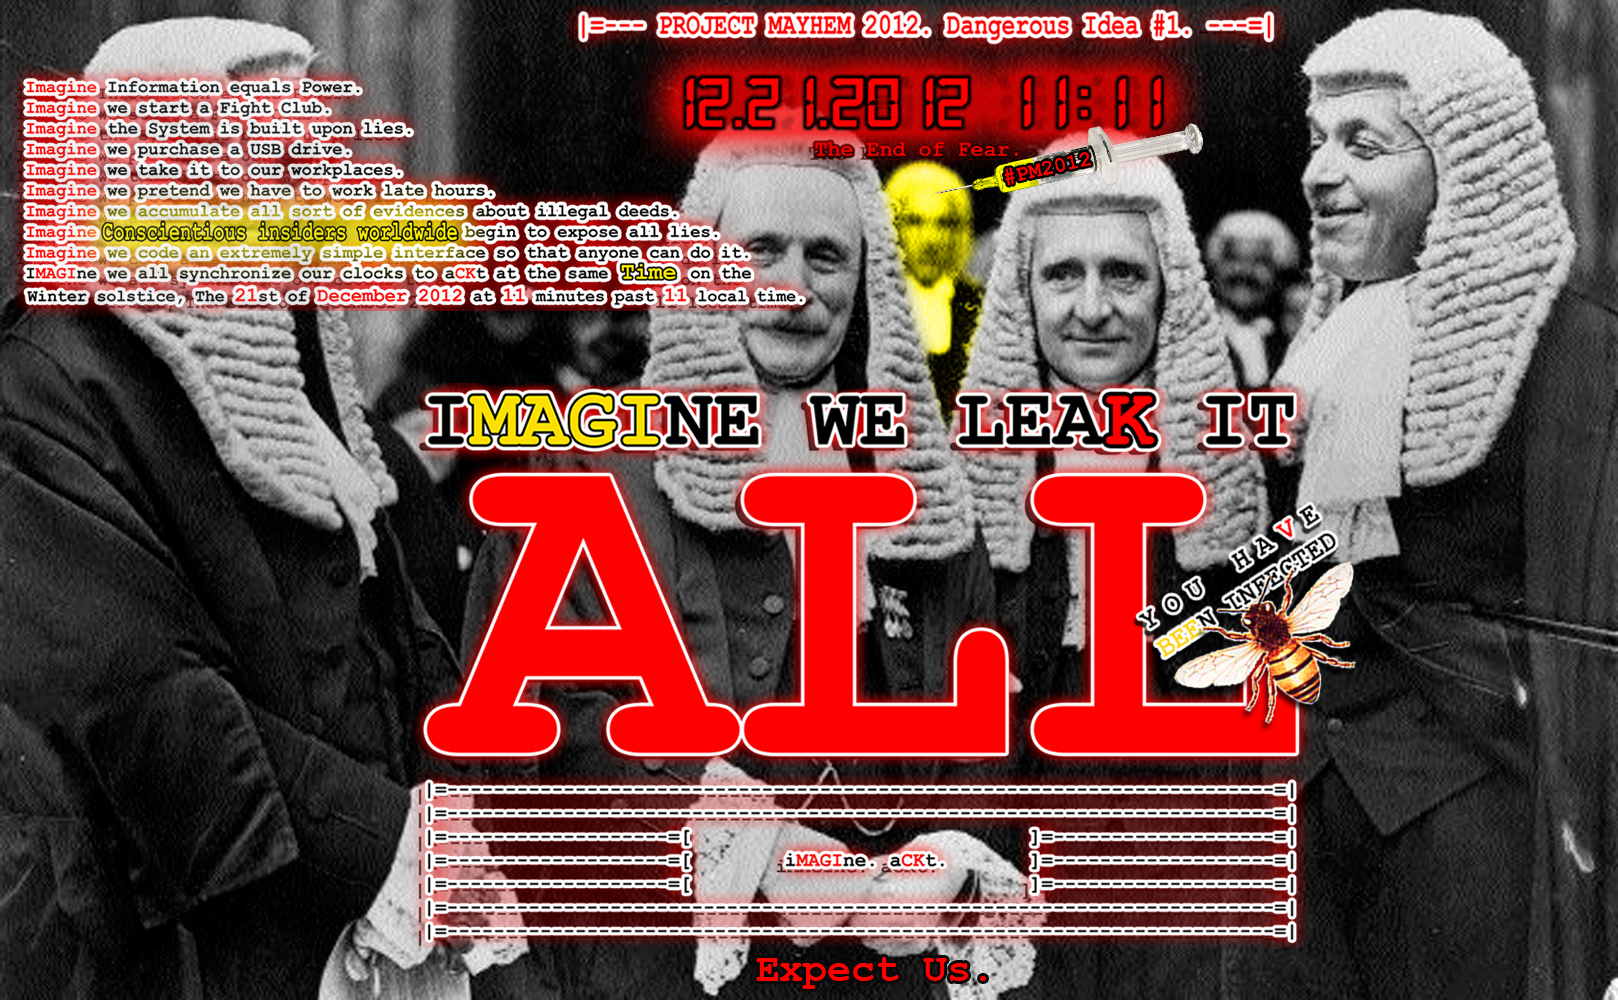 |=--- PROJECT MAYHEM 2012. Dangerous Idea #1. ---=|
12.21.2012 11:11
The End of Fear.
#PM2012
Imagine Information equals Power.
Imagine we start a Fight Club.
Imagine the System is built upon lies.
Imagine we purchase a USB drive.
Imagine we take it to our workplaces.
Imagine we pretend we have to work late hours.
Imagine we accumulate all sort of evidences about illegal deeds.
Imagine Conscientious insiders worldwide begin to expose all lies.
Imagine we code an extremely simple interface so that anyone can do it.
IMAGIne we all synchronize our clocks to aCKt at the same Time on the
Winter solstice, The 21st of December 2012 at 11 minutes past 11 local time.
IMAGINE WE LEAK IT
ALL
YOU HAVE
BEEN INFECTED
iMAGIne. aCKt.
Expect Us.